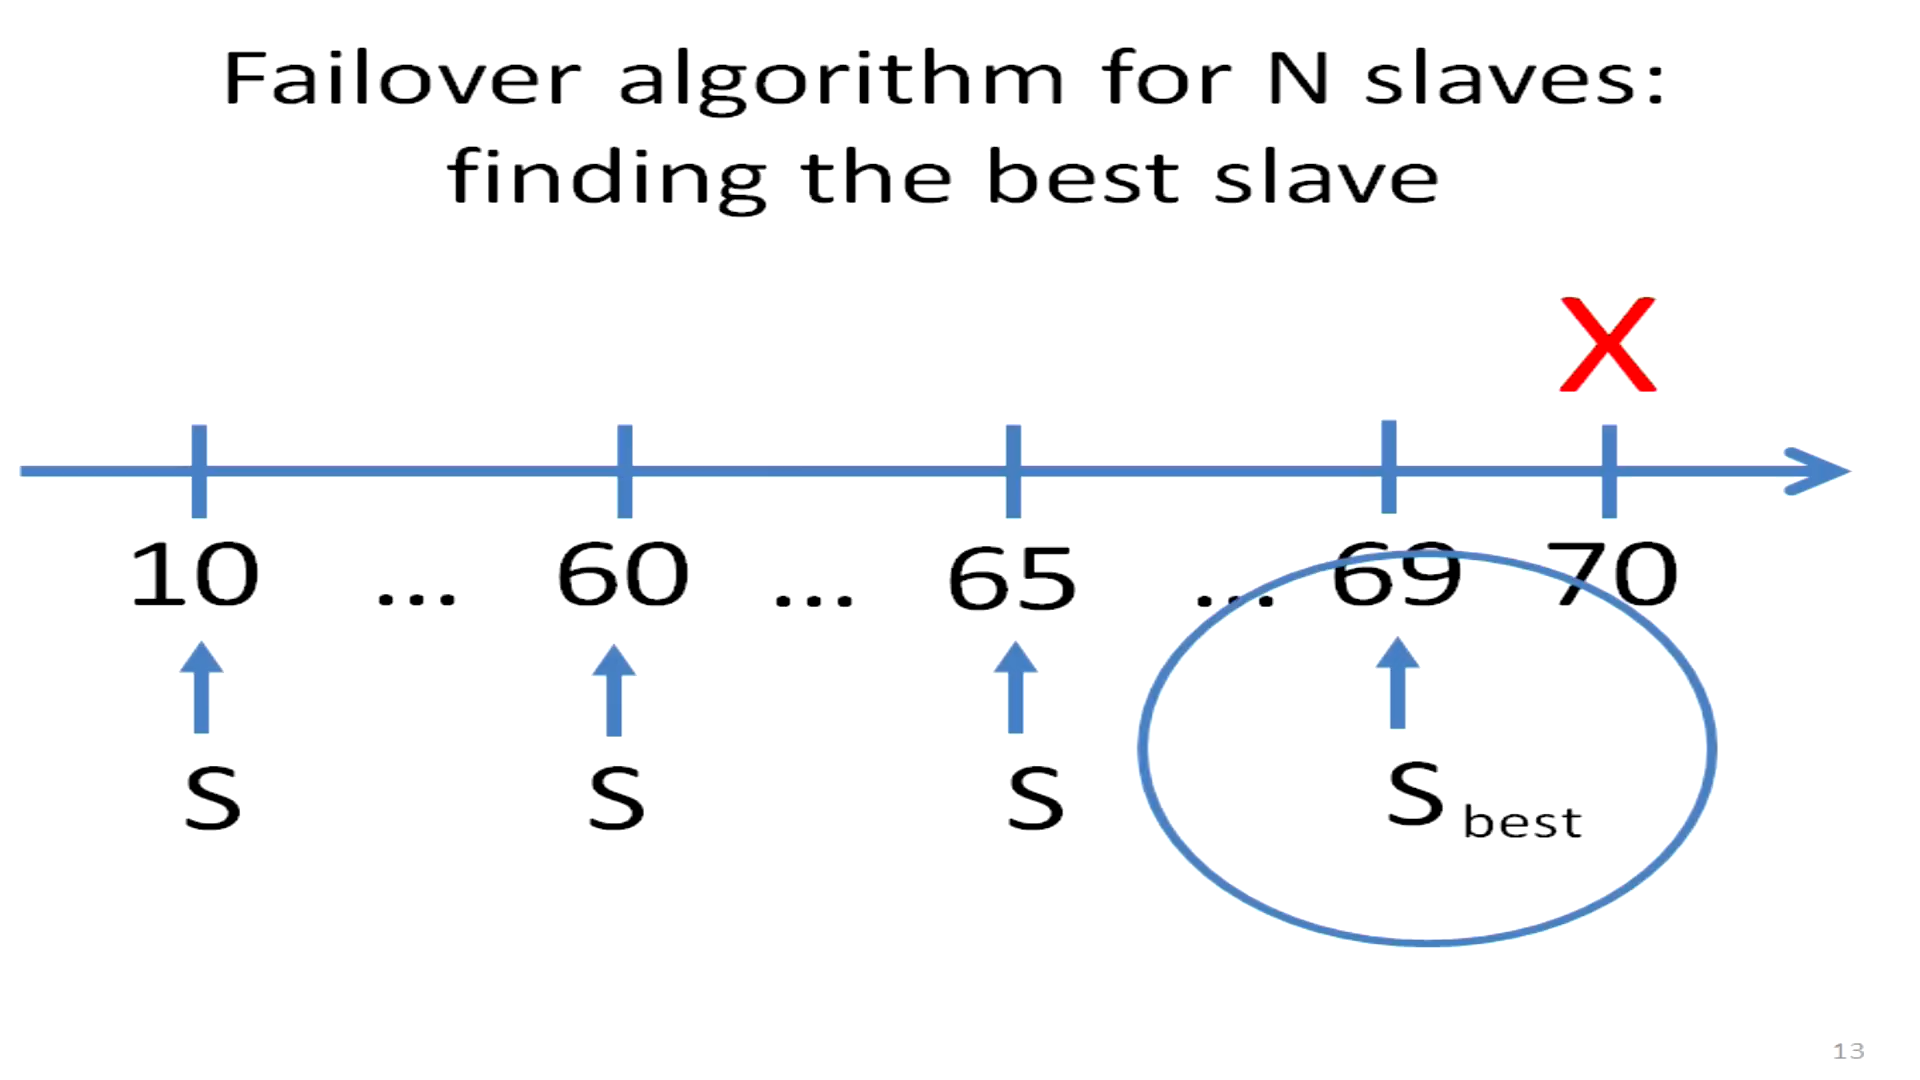 Failover algorithm for N slaves:
finding the best slave
X
10 ... 60 ... 65 ... 69 70
S S S S best
13